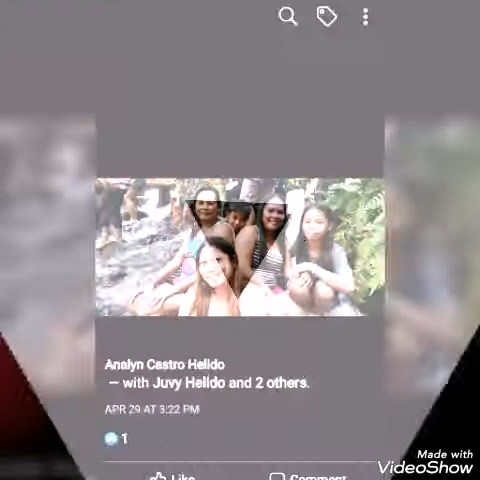 Analyn Castro Helido
— with Juvy Helido and 2 others.
APR 29 AT 3:22 PM
1
Like
Comment
Made with
VideoShow